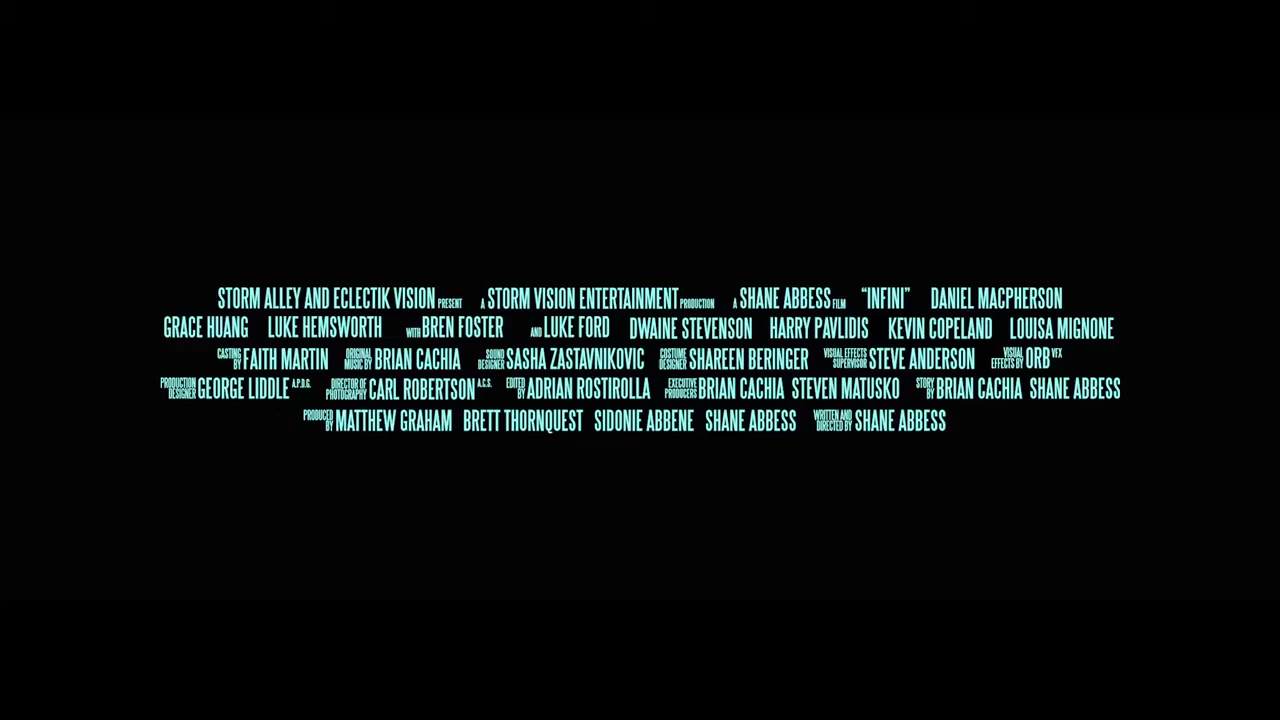 STORM ALLEY AND ECLECTIK VISION PRESENT A STORM VISION ENTERTAINMENT PRODUCTION A SHANE ABBESS FILM “INFINI” DANIEL MACPHERSON
GRACE HUANG LUKE HEMSWORTH WITH BREN FOSTER AND LUKE FORD DWAINE STEVENSON HARRY PAVLIDIS KEVIN COPELAND LOUISA MIGNONE
CASTING BY FAITH MARTIN ORIGINAL MUSIC BY BRIAN CACHIA SOUND DESIGNER SASHA ZASTAVNIKOVIC COSTUME DESIGNER SHAREEN BERINGER VISUAL EFFECTS SUPERVISOR STEVE ANDERSON VISUAL EFFECTS BY ORB VFX
PRODUCTION DESIGNER GEORGE LIDDLE A.P.D.G. DIRECTOR OF PHOTOGRAPHY CARL ROBERTSON A.C.S. EDITED BY ADRIAN ROSTIROLLA EXECUTIVE PRODUCERS BRIAN CACHIA STEVEN MATUSKO STORY BY BRIAN CACHIA SHANE ABBESS
PRODUCED BY MATTHEW GRAHAM BRETT THORNQUEST SIDONIE ABBENE SHANE ABBESS WRITTEN AND DIRECTED BY SHANE ABBESS